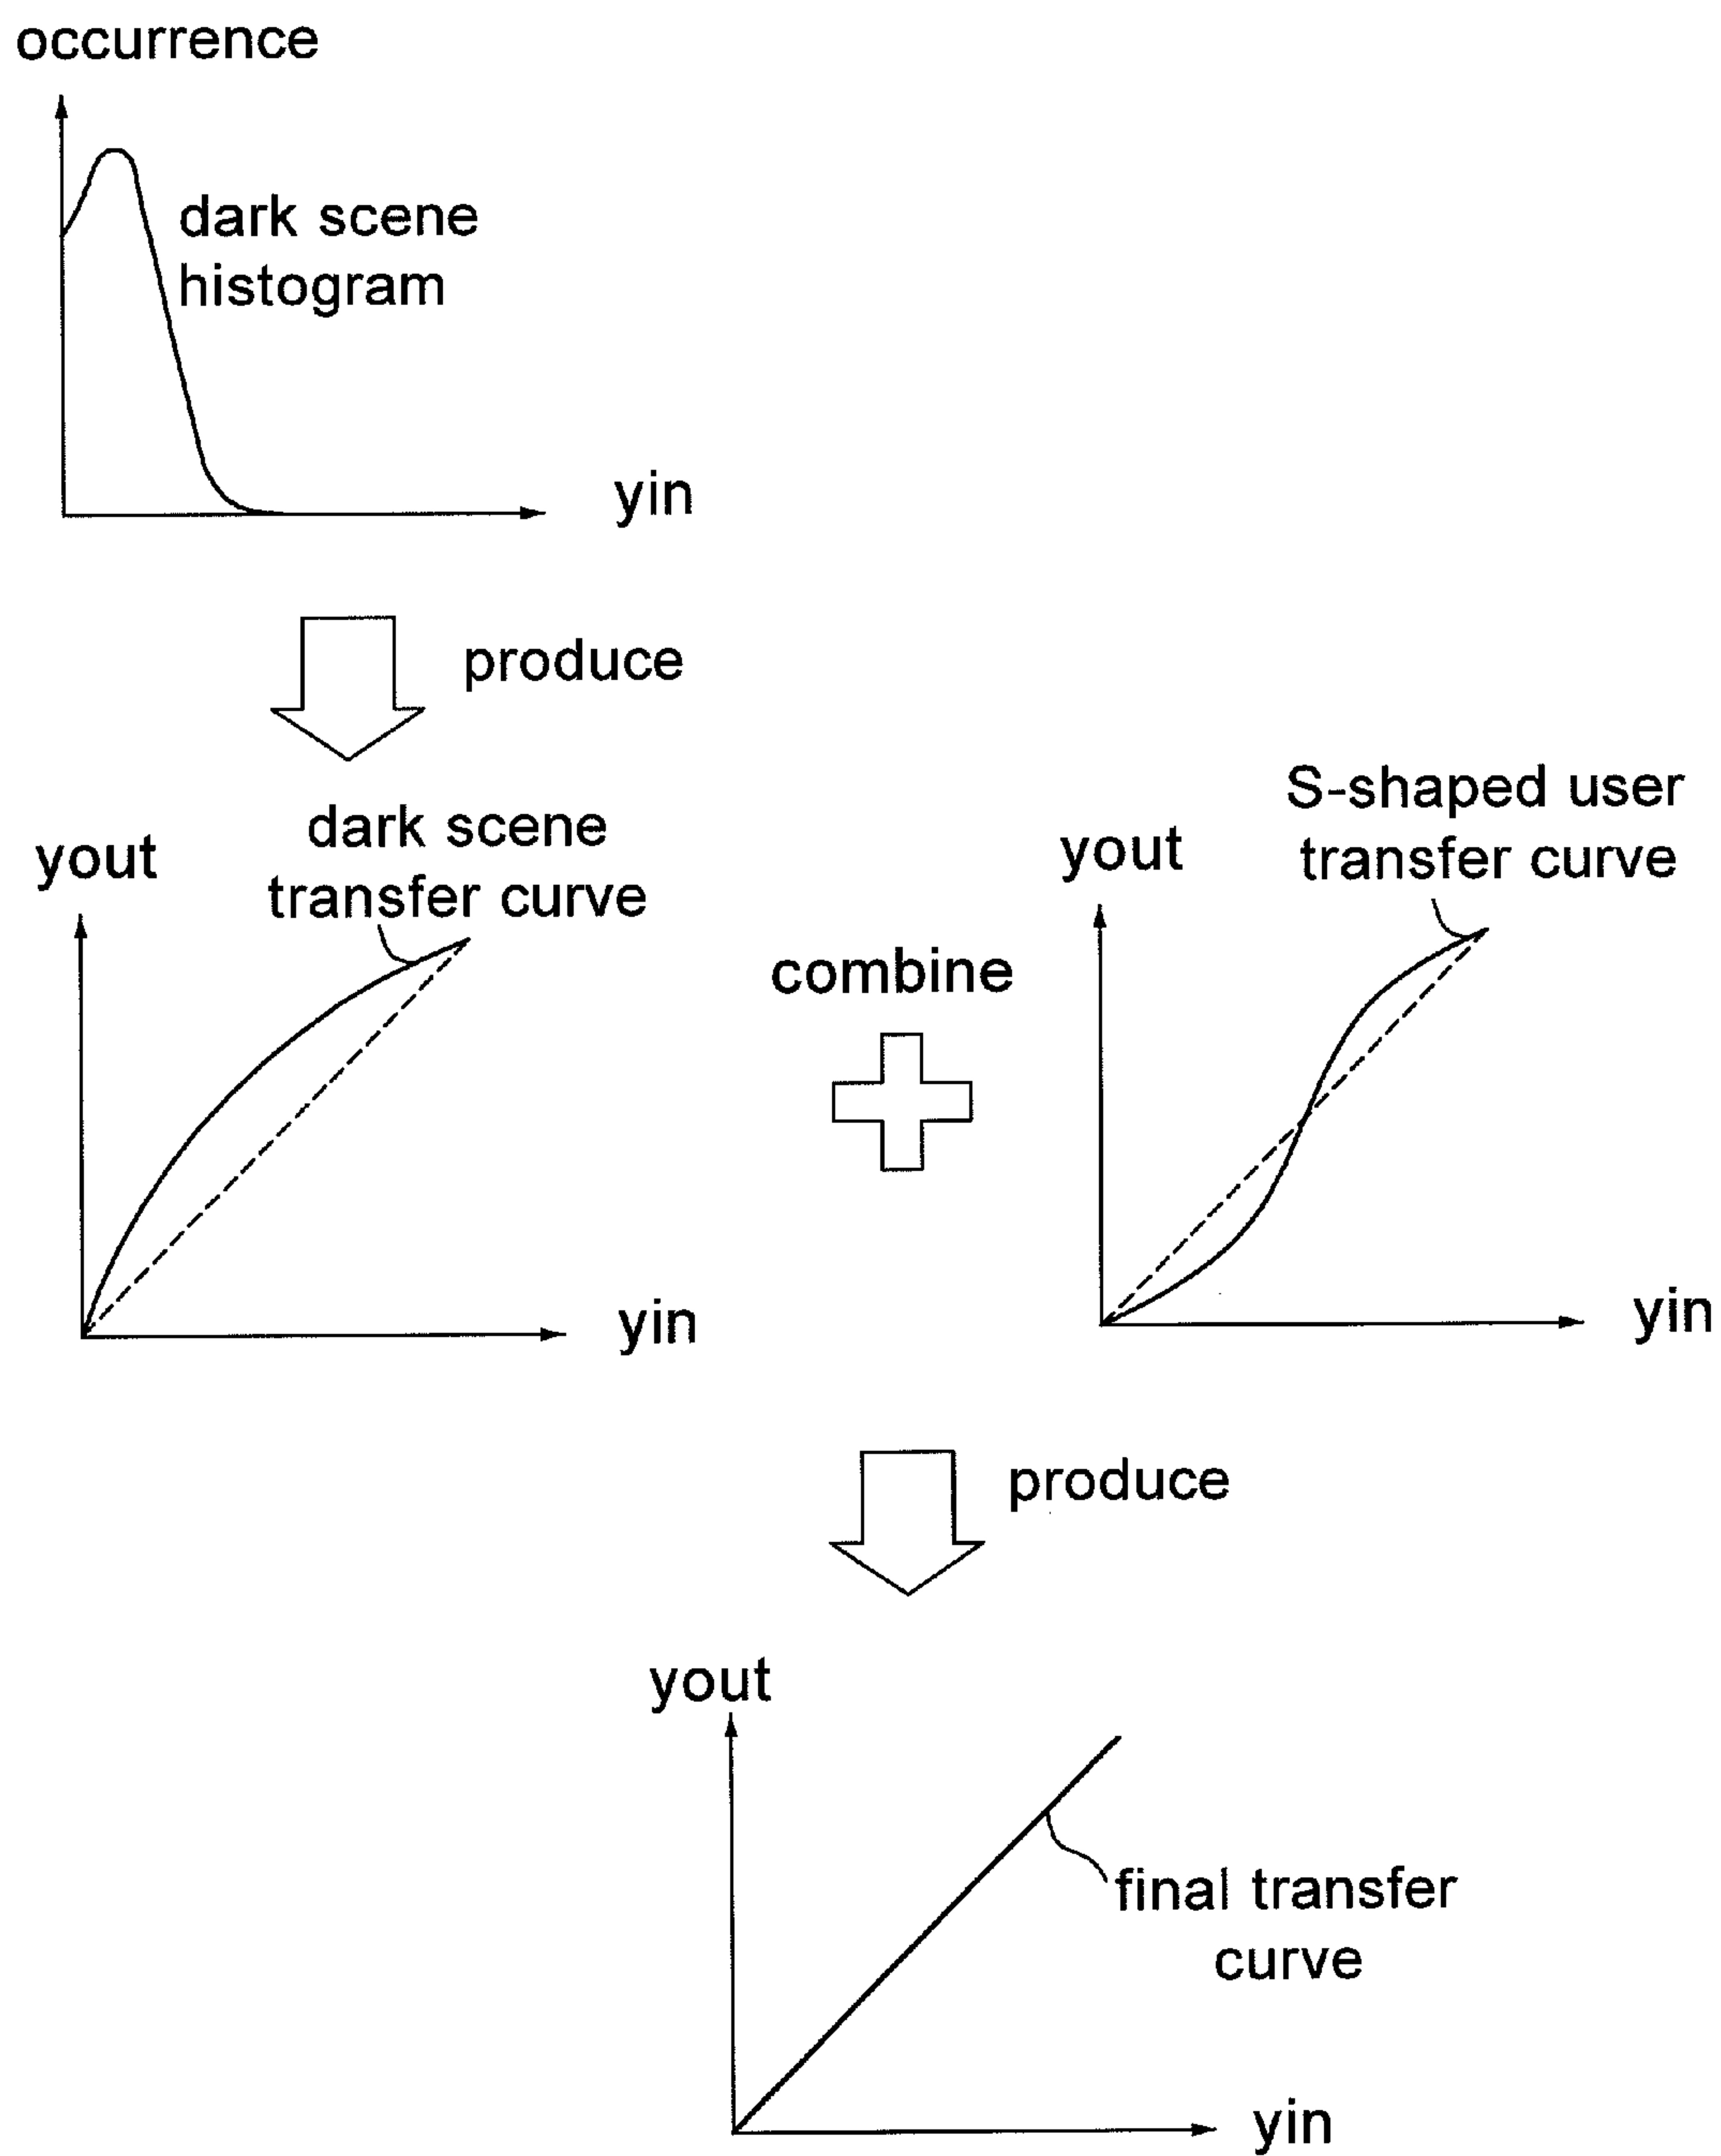 occurrence
dark scene
histogram
yin
produce
dark scene
transfer curve
yout
yin
combine
S-shaped user
transfer curve
yout
yin
produce
yout
final transfer
curve
yin